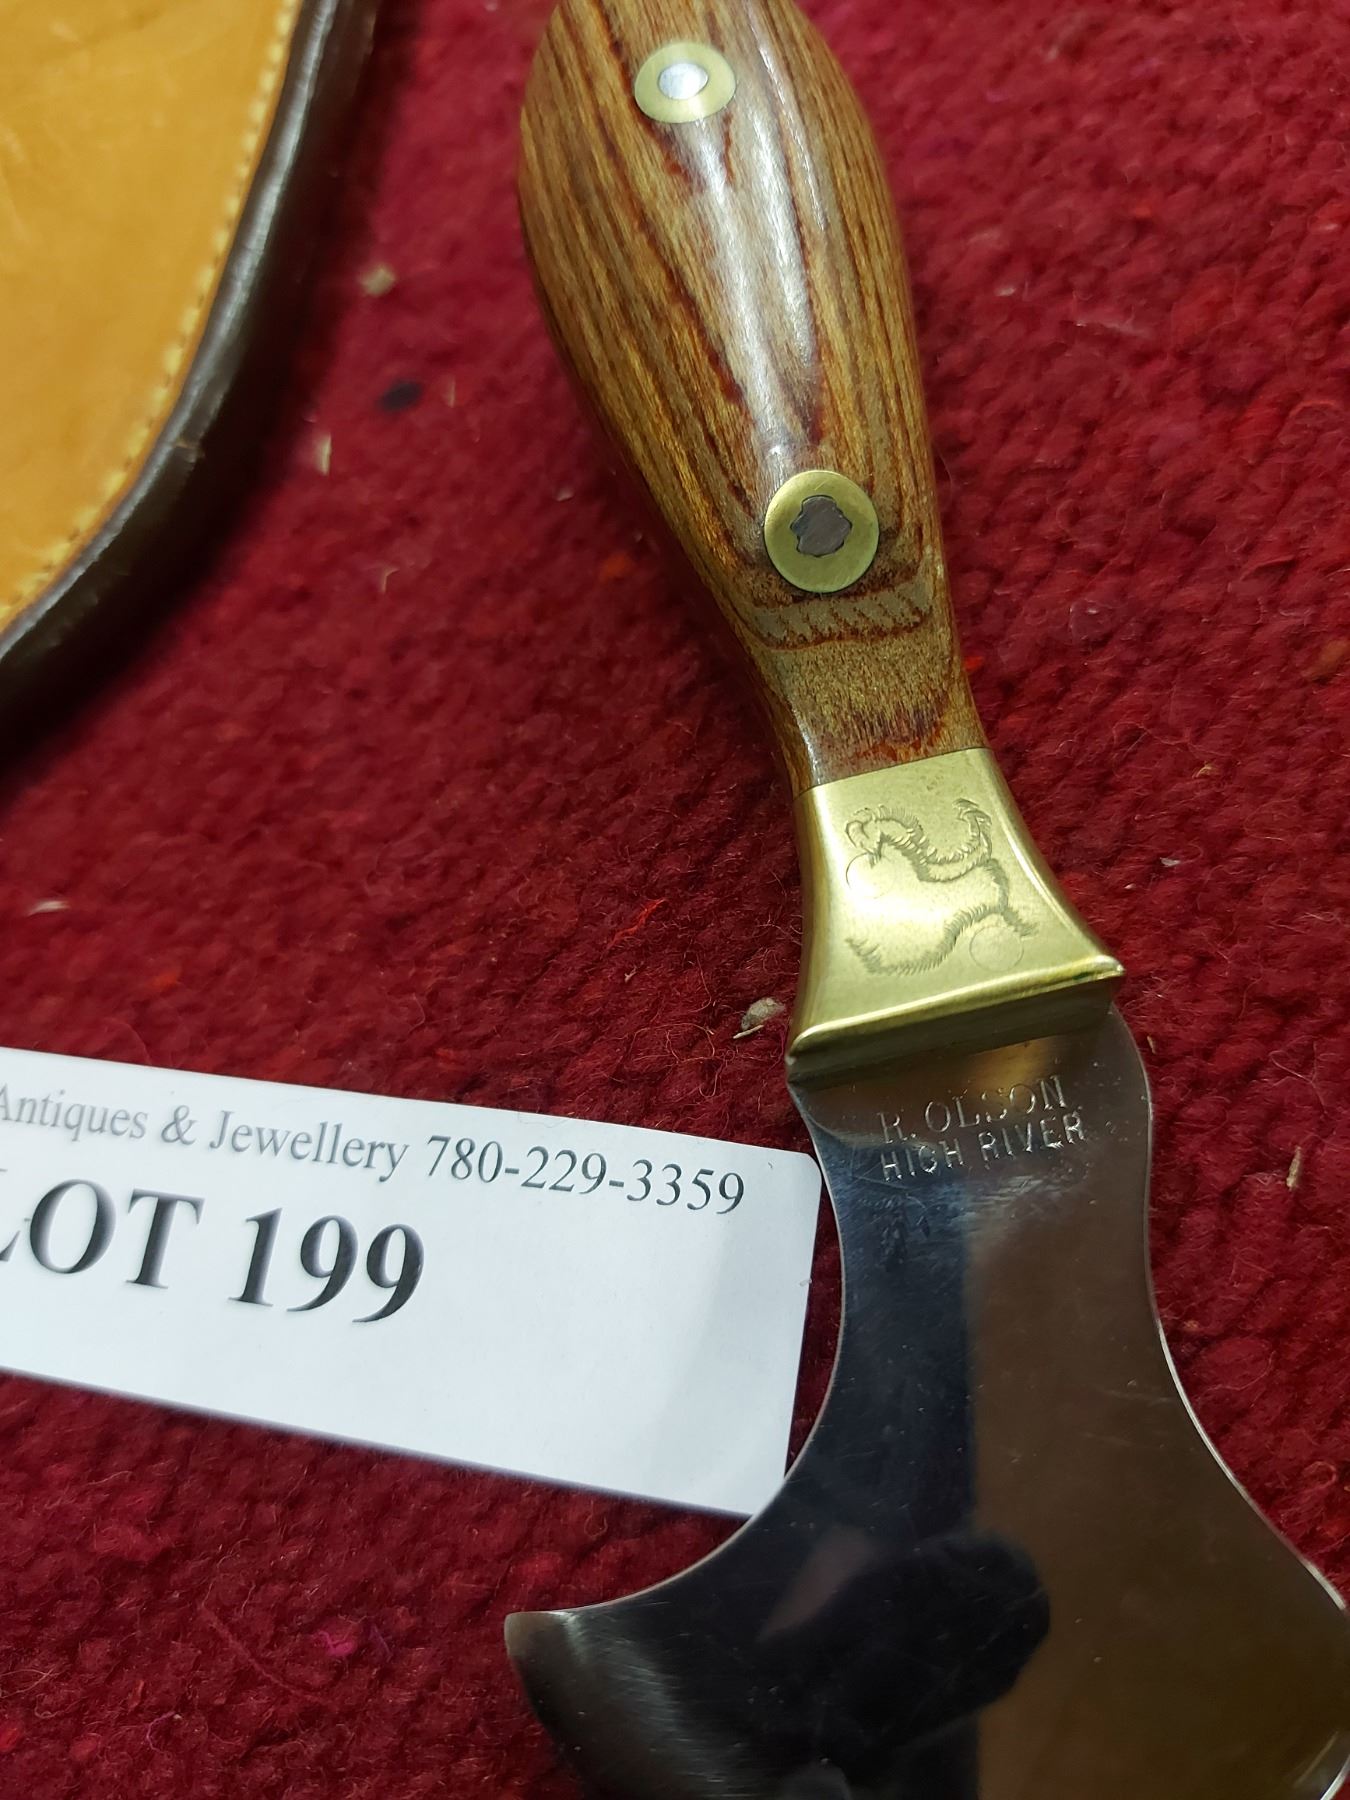 Antiques & Jewellery 780-229-3359
LOT 199
R. OLSON
HIGH RIVER